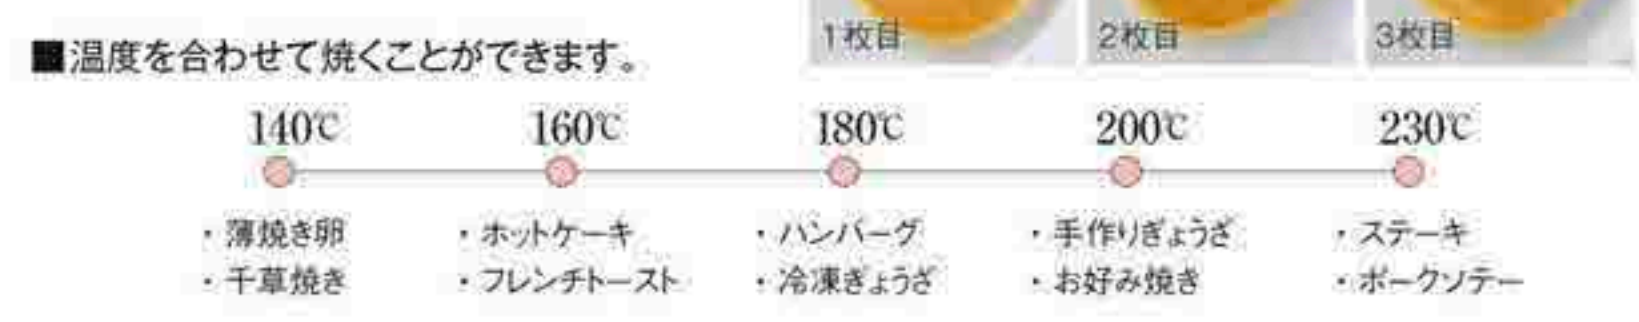 1枚目 2枚目 3枚目
■温度を合わせて焼くことができます。
140℃ 160℃ 180℃ 200℃ 230℃
・薄焼き卵 ・ホットケーキ ・ハンバーグ ・手作りぎょうざ ・ステーキ
・千草焼き ・フレンチトースト ・冷凍ぎょうざ ・お好み焼き ・ポークソテー